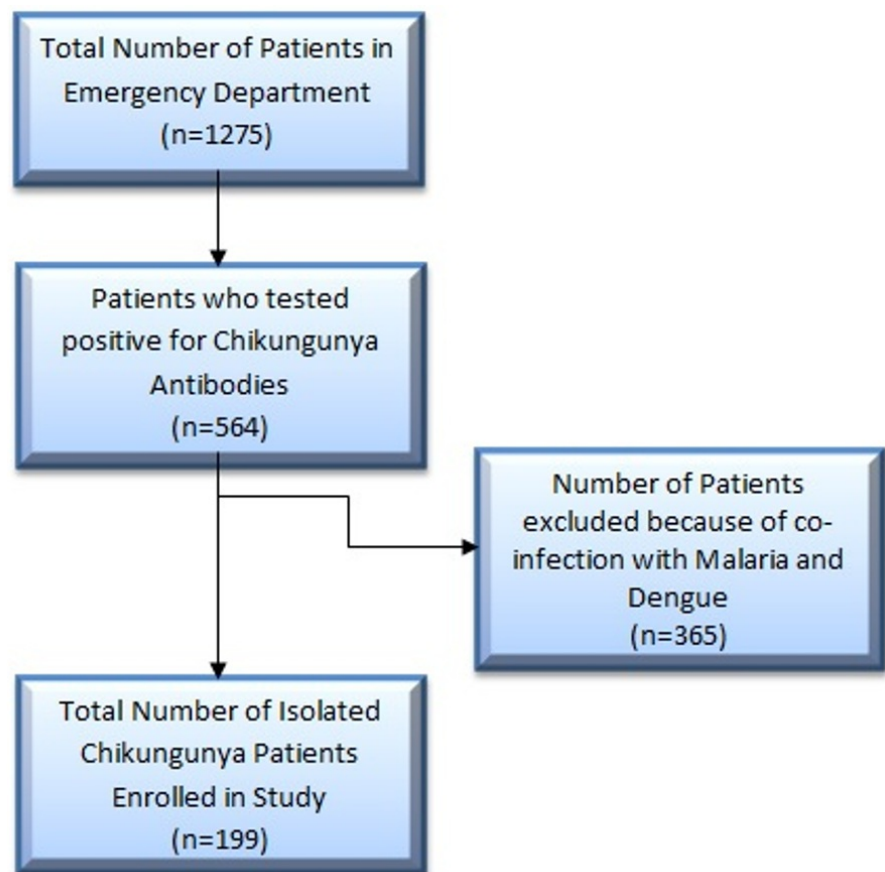 Total Number of Patients in
Emergency Department
(n=1275)
Patients who tested
positive for Chikungunya
Antibodies
(n=564)
Number of Patients
excluded because of co-
infection with Malaria and
Dengue
(n=365)
Total Number of Isolated
Chikungunya Patients
Enrolled in Study
(n=199)